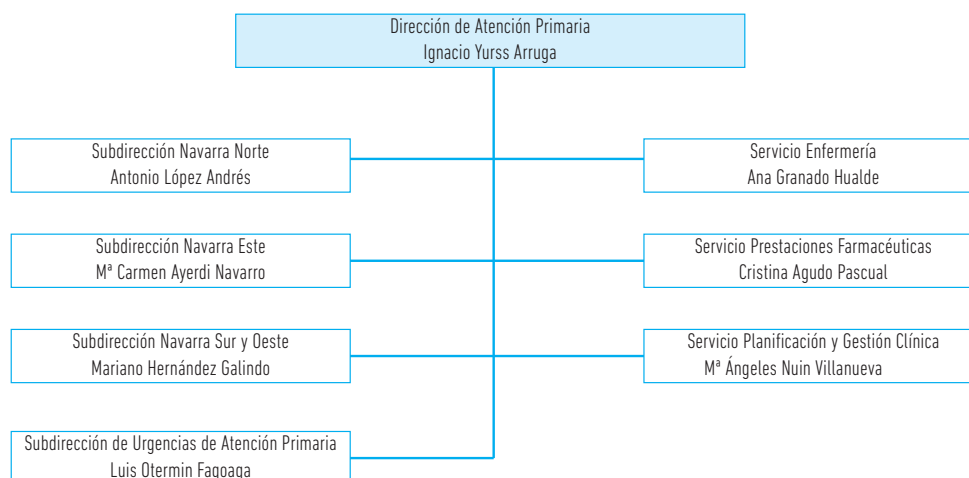 Dirección de Atención Primaria
Ignacio Yurss Arruga
Subdirección Navarra Norte
Antonio López Andrés
Servicio Enfermería
Ana Granado Hualde
Subdirección Navarra Este
Mª Carmen Ayerdi Navarro
Servicio Prestaciones Farmacéuticas
Cristina Agudo Pascual
Subdirección Navarra Sur y Oeste
Mariano Hernández Galindo
Servicio Planificación y Gestión Clínica
Mª Ángeles Nuin Villanueva
Subdirección de Urgencias de Atención Primaria
Luis Otermin Fagoaga